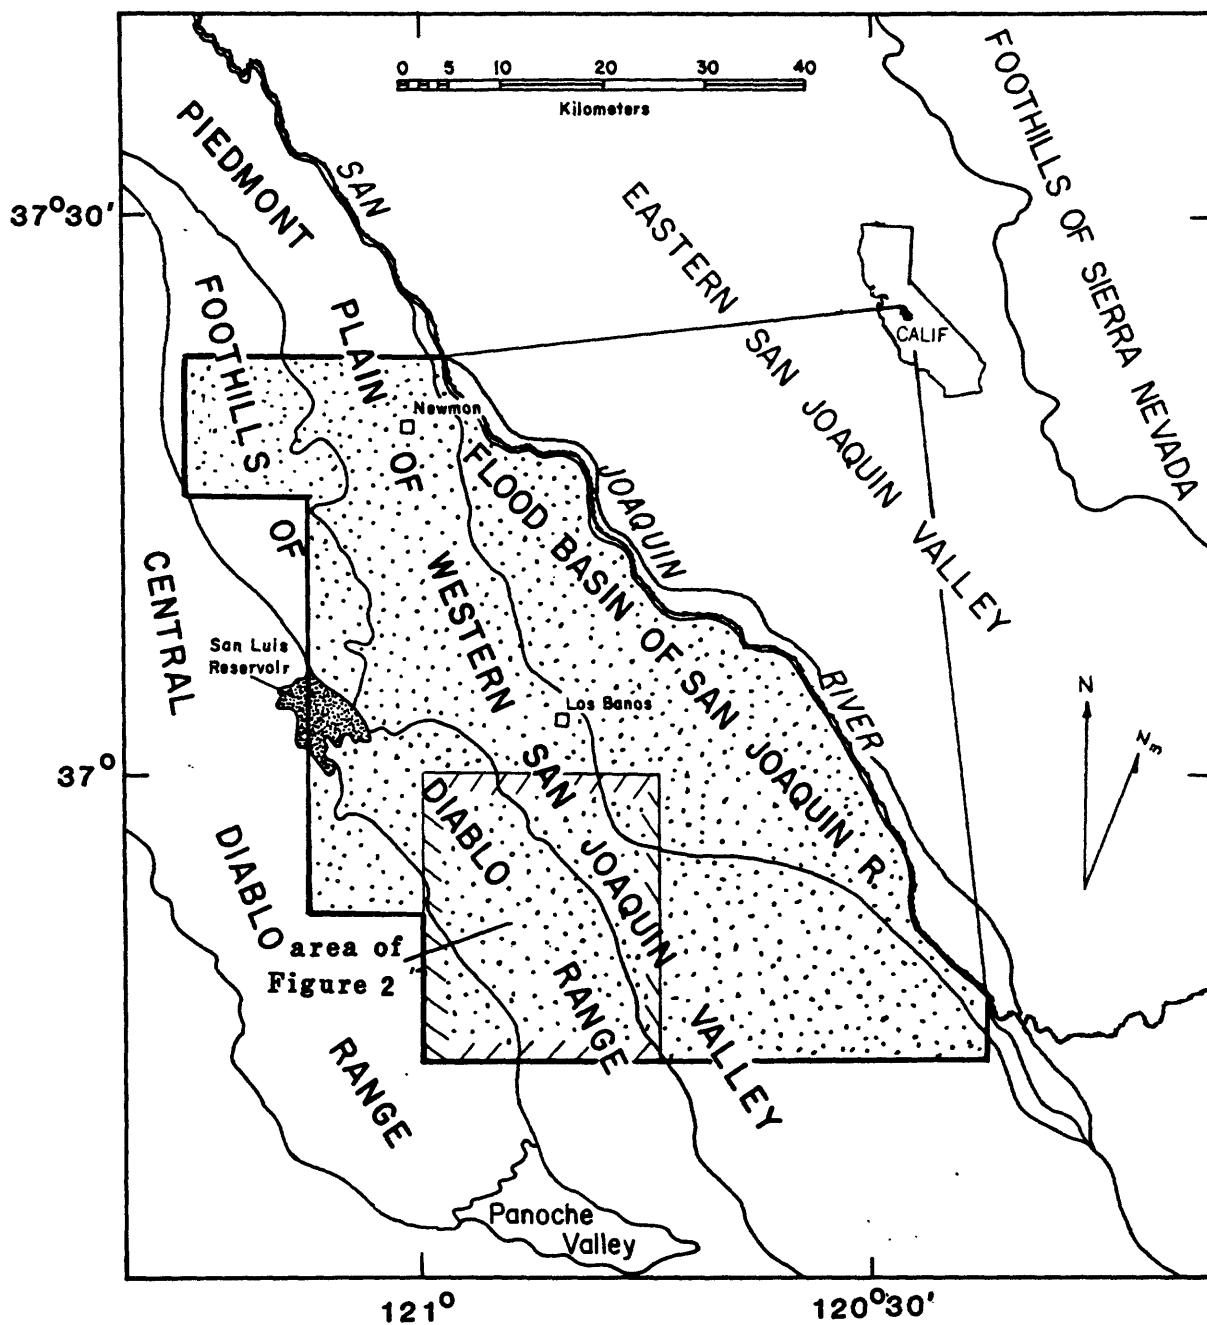 0 5 10 20 30 40
Kilometers
37°30'
37°
121°
120°30'
PIEDMONT PLAIN OF WESTERN SAN JOAQUIN VALLEY
SAN JOAQUIN RIVER
EASTERN SAN JOAQUIN VALLEY
FOOTHILLS OF SIERRA NEVADA
CALIF
FOOTHILLS OF DIABLO RANGE
Newman
FLOOD BASIN OF SAN JOAQUIN R.
CENTRAL DIABLO RANGE
San Luis
Reservoir
Los Banos
N
Nm
area of
Figure 2
Panoche
Valley